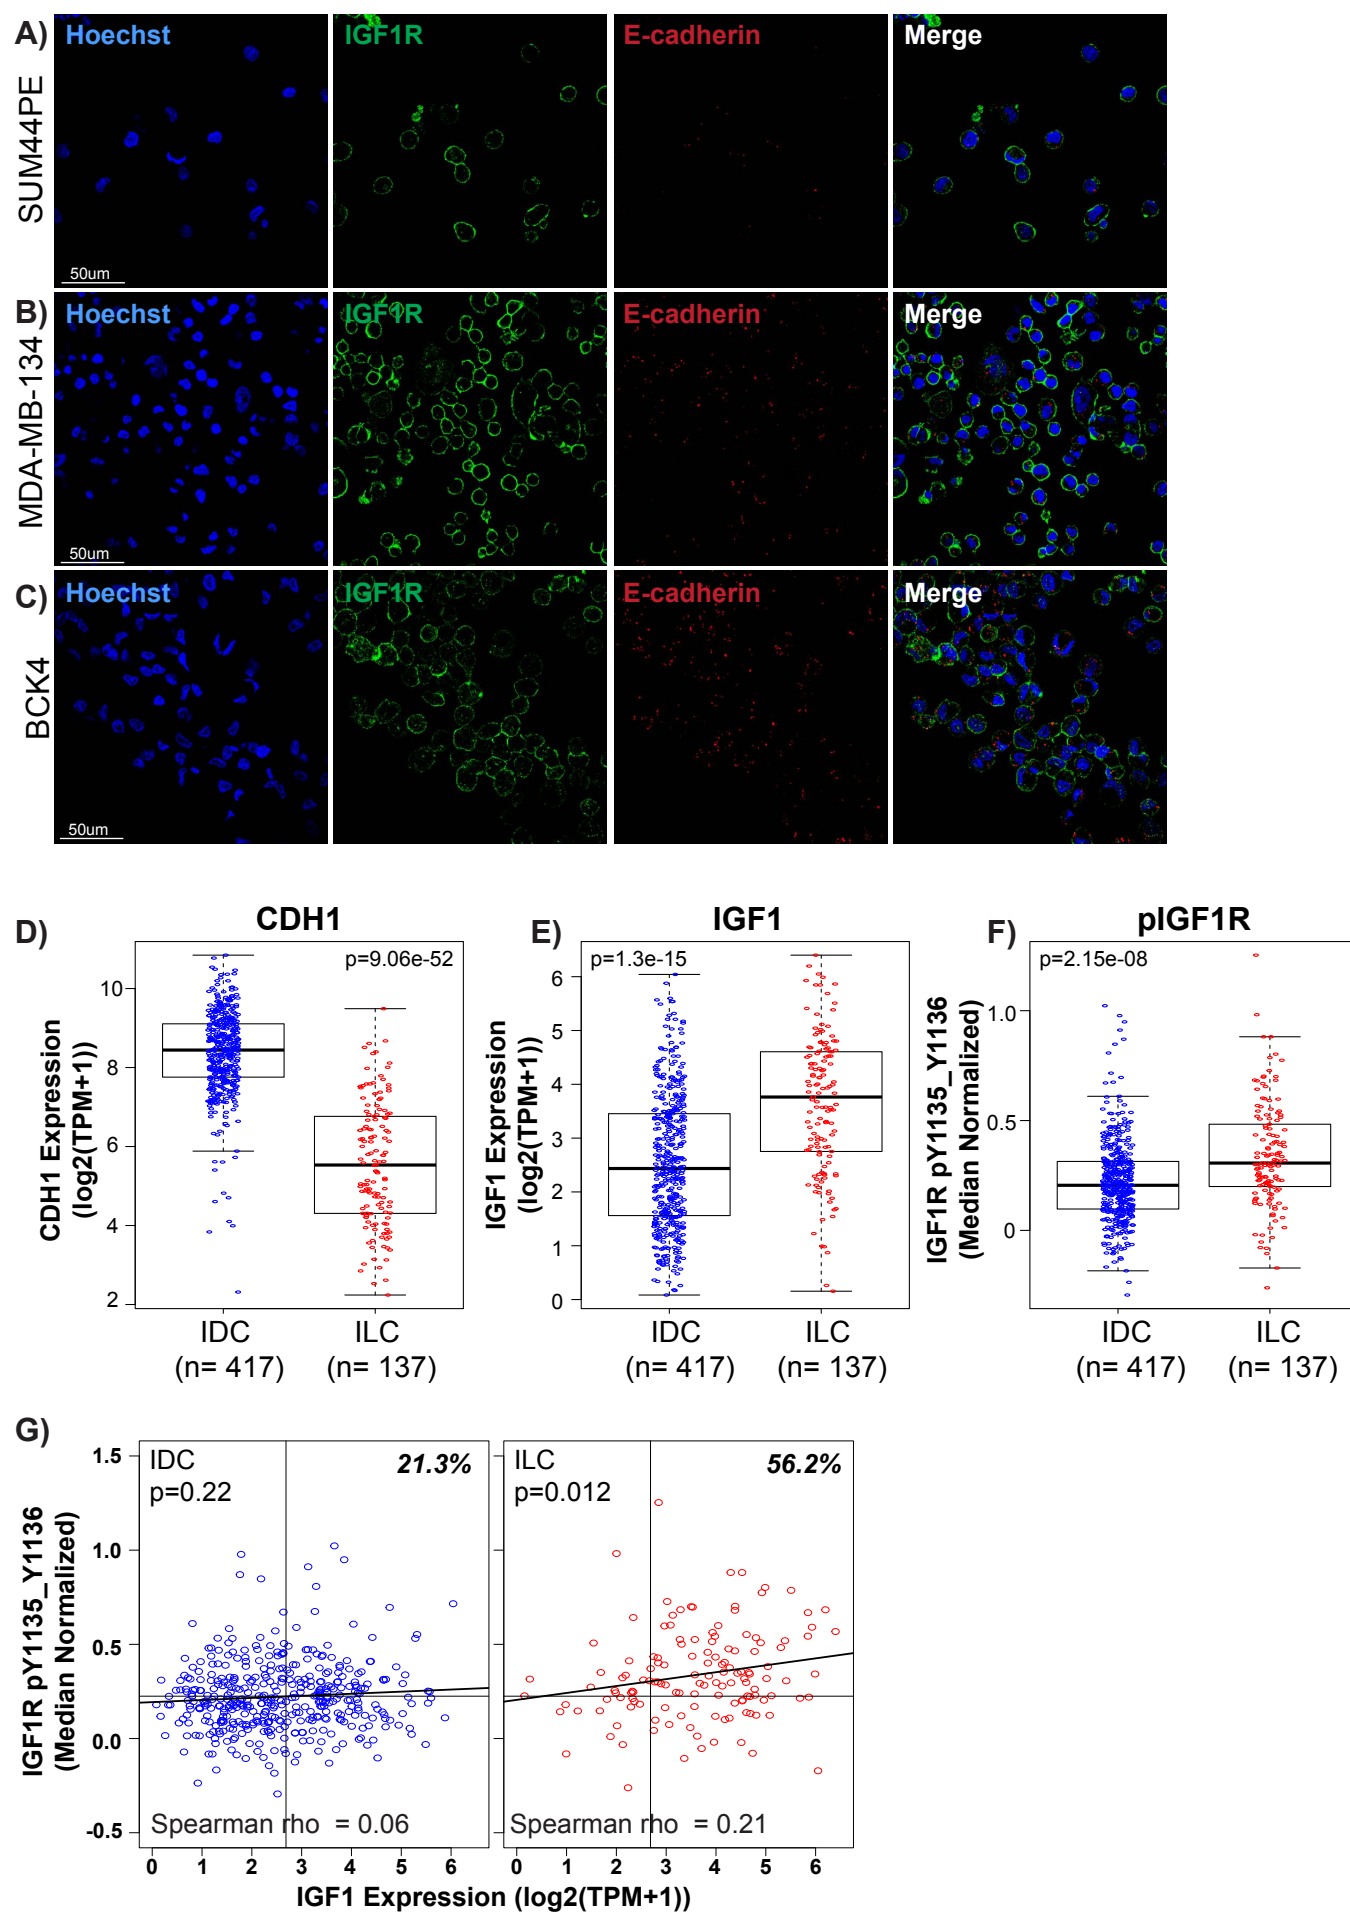 A)
SUM44PE
Hoechst
IGF1R
E-cadherin
Merge
50um
B)
MDA-MB-134
Hoechst
IGF1R
E-cadherin
Merge
50um
C)
BCK4
Hoechst
IGF1R
E-cadherin
Merge
50um
D)
CDH1
p=9.06e-52
CDH1 Expression
(log2(TPM+1))
10
8
6
4
2
IDC
(n= 417)
ILC
(n= 137)
E)
IGF1
p=1.3e-15
IGF1 Expression
(log2(TPM+1))
6
5
4
3
2
1
0
IDC
(n= 417)
ILC
(n= 137)
F)
pIGF1R
p=2.15e-08
IGF1R pY1135_Y1136
(Median Normalized)
1.0
0.5
0
IDC
(n= 417)
ILC
(n= 137)
G)
IGF1R pY1135_Y1136
(Median Normalized)
1.5
1.0
0.5
0.0
-0.5
IDC
p=0.22
21.3%
Spearman rho = 0.06
0 1 2 3 4 5 6
ILC
p=0.012
56.2%
Spearman rho = 0.21
0 1 2 3 4 5 6
IGF1 Expression (log2(TPM+1))